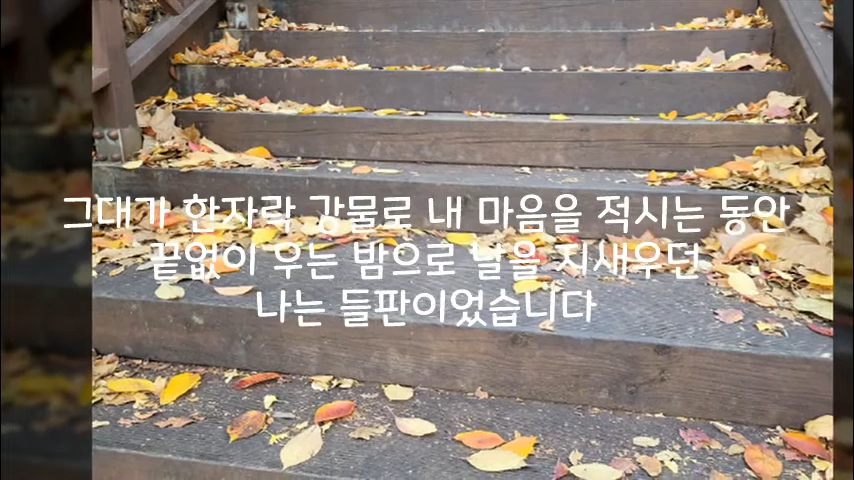 그대가 한자락 강물로 내 마음을 적시는 동안
끝없이 우는 밤으로 날을 지새우던
나는 들판이었습니다